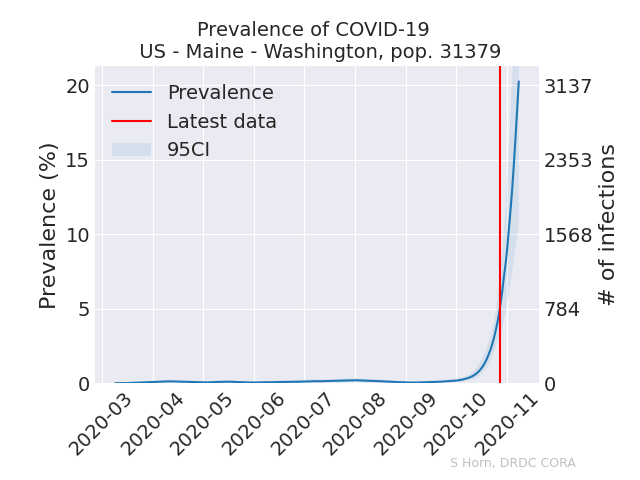 Prevalence of COVID-19
US - Maine - Washington, pop. 31379
Prevalence
Latest data
95CI
Prevalence (%)
20
15
10
5
0
3137
2353
1568
784
0
# of infections
2020-03
2020-04
2020-05
2020-06
2020-07
2020-08
2020-09
2020-10
2020-11
S Horn, DRDC CORA